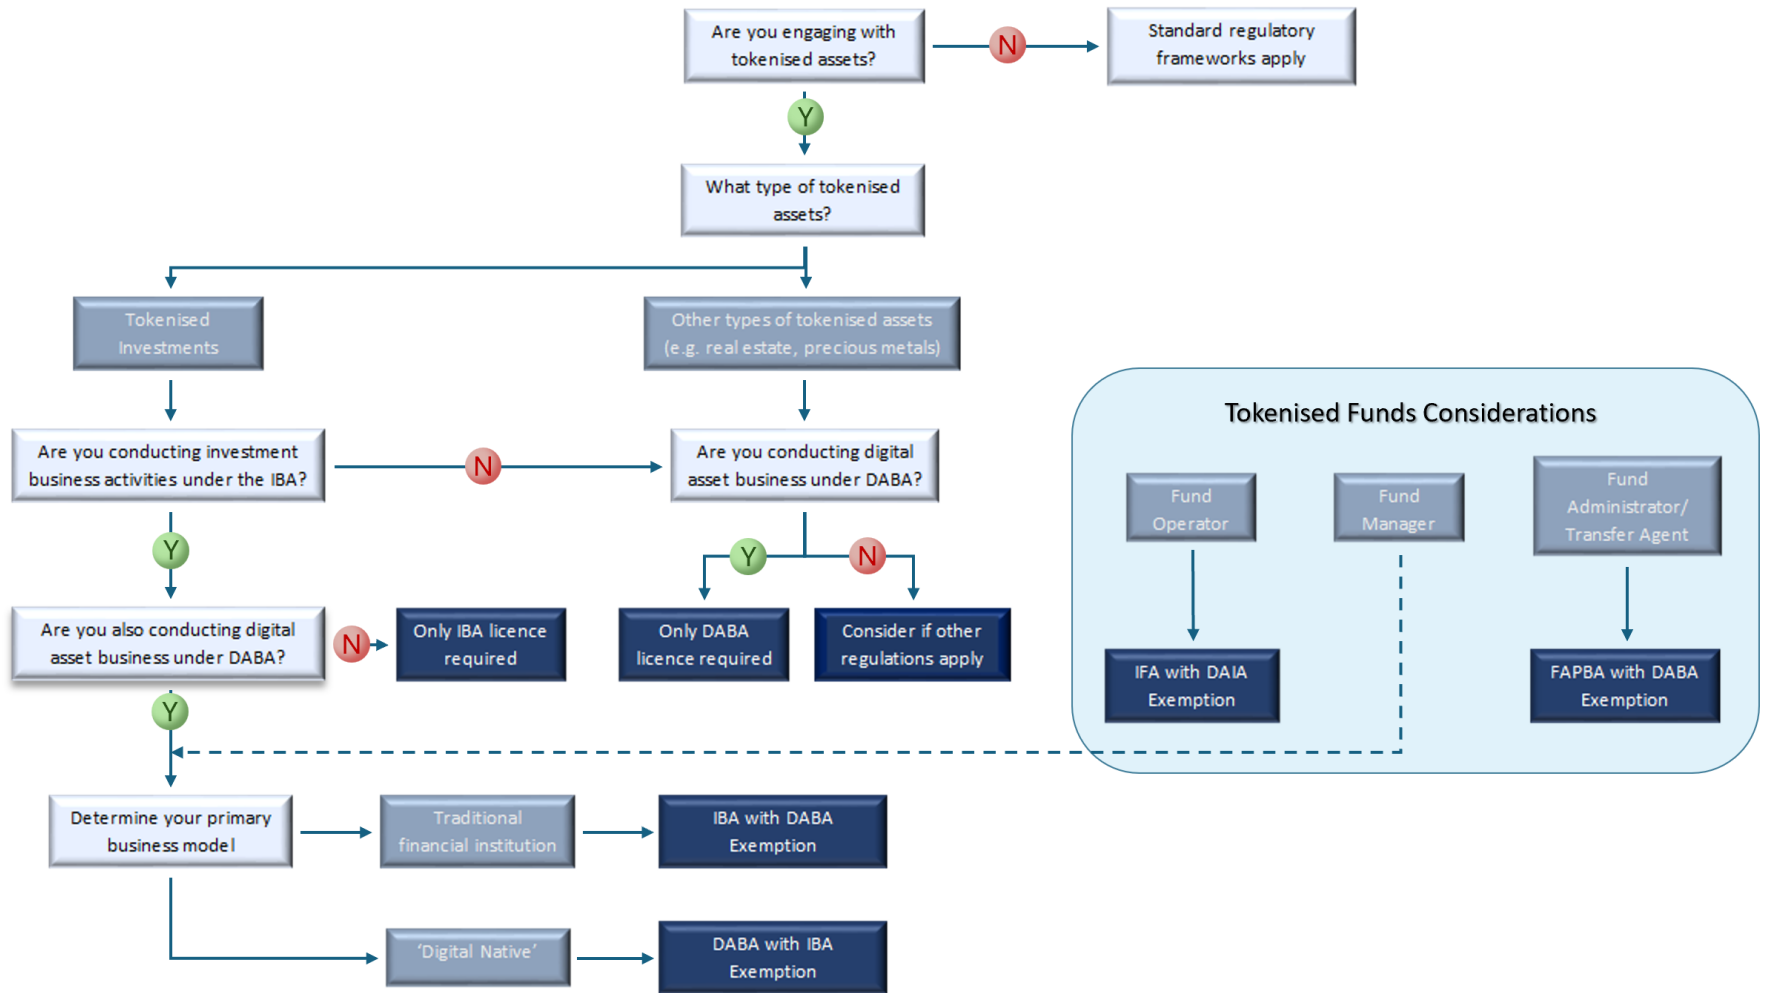 Are you engaging with
tokenised assets?
N
Standard regulatory
frameworks apply
Y
What type of tokenised
assets?
Tokenised
Investments
Other types of tokenised assets
(e.g. real estate, precious metals)
Are you conducting investment
business activities under the IBA?
N
Are you conducting digital
asset business under DABA?
Y
Y
N
Are you also conducting digital
asset business under DABA?
N
Only IBA licence
required
Only DABA
licence required
Consider if other
regulations apply
Y
Determine your primary
business model
Traditional
financial institution
IBA with DABA
Exemption
‘Digital Native’
DABA with IBA
Exemption
Tokenised Funds Considerations
Fund
Operator
Fund
Manager
Fund
Administrator/
Transfer Agent
IFA with DAIA
Exemption
FAPBA with DABA
Exemption